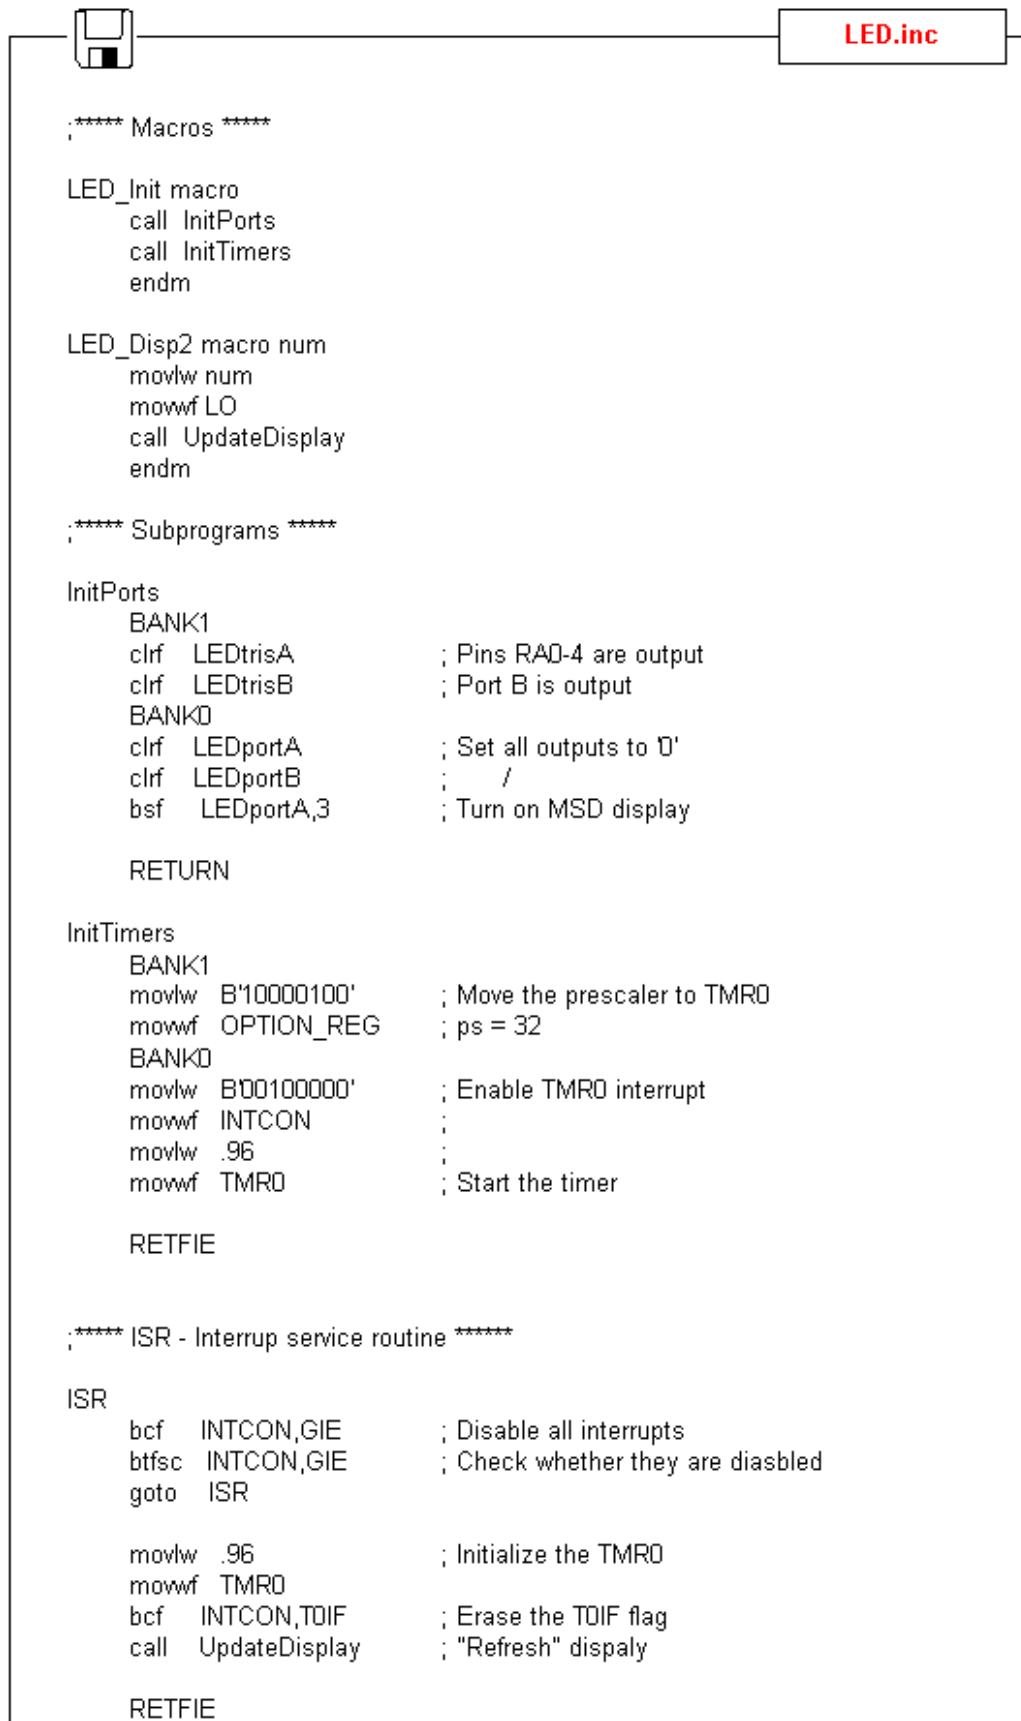 LED.inc
;***** Macros *****
LED_Init macro
call InitPorts
call InitTimers
endm
LED_Disp2 macro num
movlw num
movwf LO
call UpdateDisplay
endm
;***** Subprograms *****
InitPorts
BANK1
clrf LEDtrisA ; Pins RA0-4 are output
clrf LEDtrisB ; Port B is output
BANK0
clrf LEDportA ; Set all outputs to '0'
clrf LEDportB ; /
bsf LEDportA,3 ; Turn on MSD display
RETURN
InitTimers
BANK1
movlw B'10000100' ; Move the prescaler to TMR0
movwf OPTION_REG ; ps = 32
BANK0
movlw B'00100000' ; Enable TMR0 interrupt
movwf INTCON ;
movlw .96 ;
movwf TMR0 ; Start the timer
RETFIE
;***** ISR - Interrup service routine ******
ISR
bcf INTCON,GIE ; Disable all interrupts
btfsc INTCON,GIE ; Check whether they are diasbled
goto ISR
movlw .96 ; Initialize the TMR0
movwf TMR0
bcf INTCON,T0IF ; Erase the T0IF flag
call UpdateDisplay ; "Refresh" dispaly
RETFIE